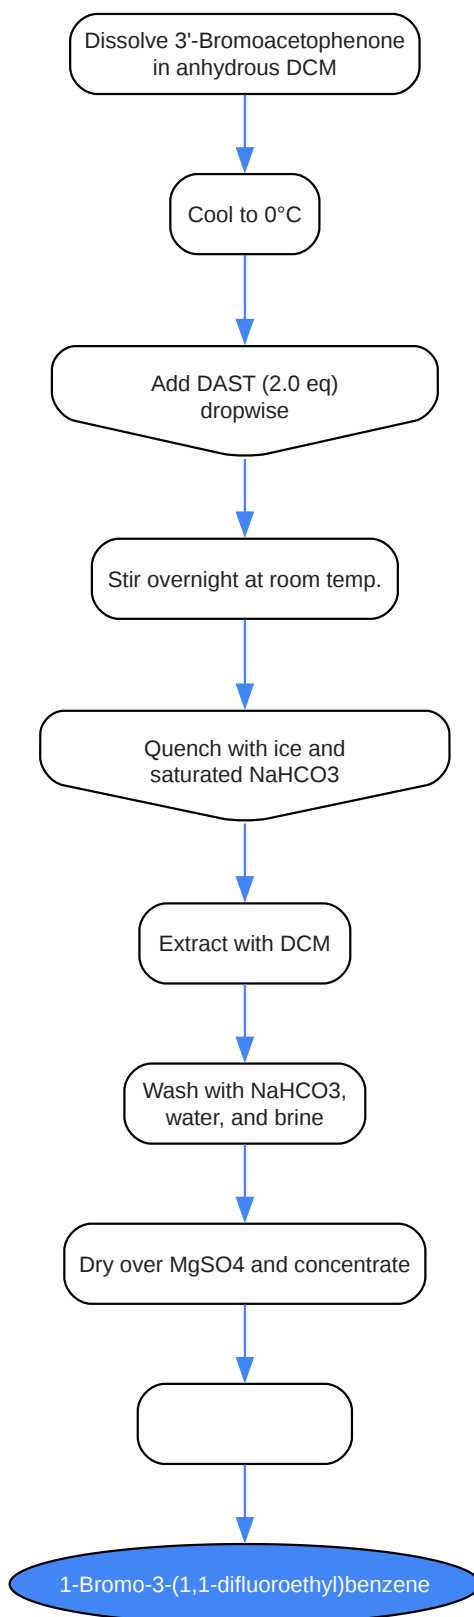 Dissolve 3'-Bromoacetophenone
in anhydrous DCM
Cool to 0°C
Add DAST (2.0 eq)
dropwise
Stir overnight at room temp.
Quench with ice and
saturated NaHCO3
Extract with DCM
Wash with NaHCO3,
water, and brine
Dry over MgSO4 and concentrate
1-Bromo-3-(1,1-difluoroethyl)benzene